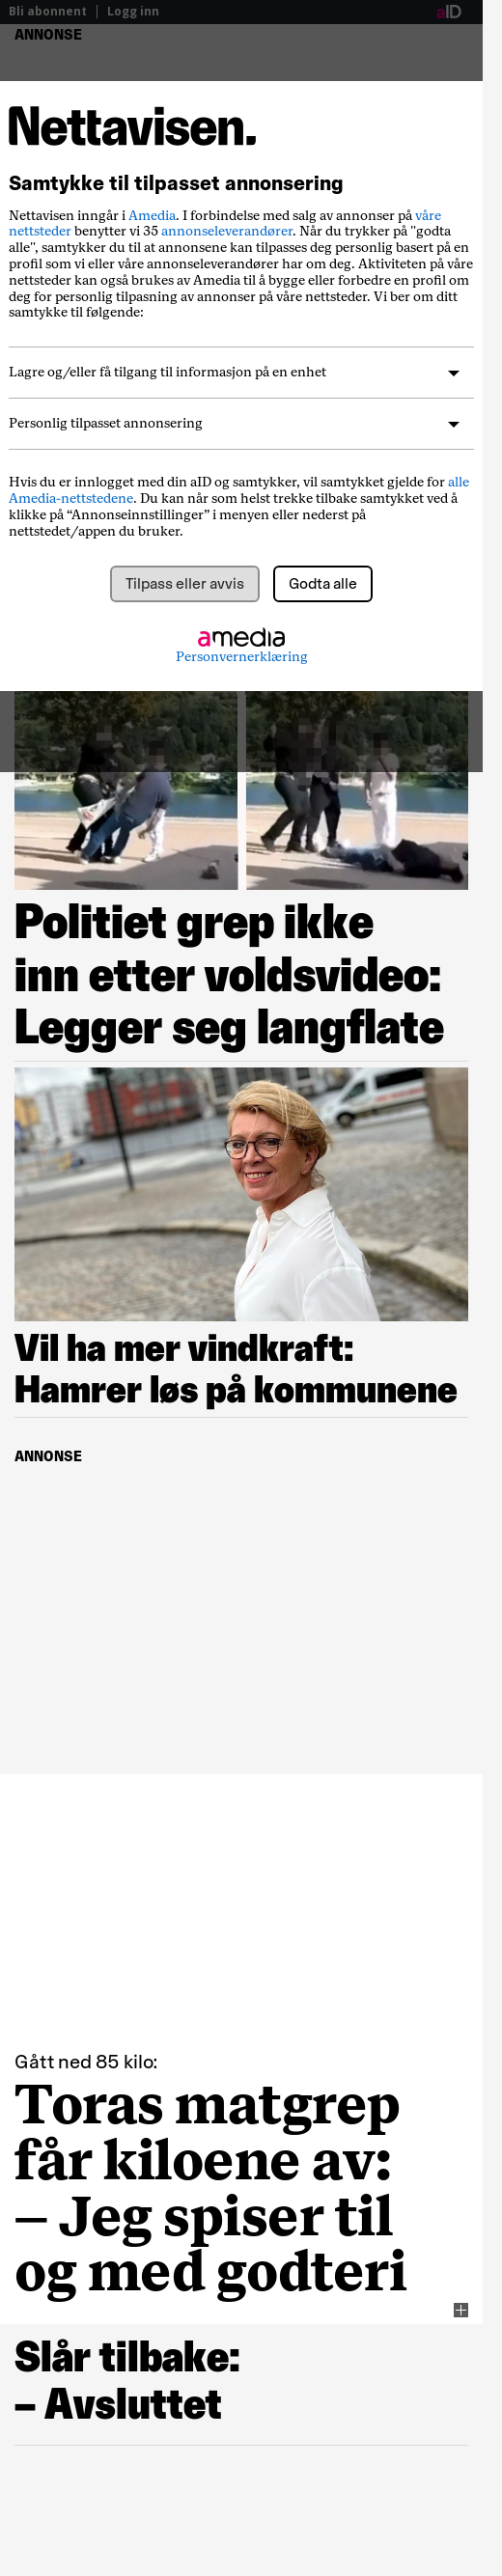 Bli abonnent | Logg inn
aID
ANNONSE
Nettavisen.
Samtykke til tilpasset annonsering
Nettavisen inngår i Amedia. I forbindelse med salg av annonser på våre
nettsteder benytter vi 35 annonseleverandører. Når du trykker på "godta
alle", samtykker du til at annonsene kan tilpasses deg personlig basert på en
profil som vi eller våre annonseleverandører har om deg. Aktiviteten på våre
nettsteder kan også brukes av Amedia til å bygge eller forbedre en profil om
deg for personlig tilpasning av annonser på våre nettsteder. Vi ber om ditt
samtykke til følgende:
Lagre og/eller få tilgang til informasjon på en enhet
Personlig tilpasset annonsering
Hvis du er innlogget med din aID og samtykker, vil samtykket gjelde for alle
Amedia-nettstedene. Du kan når som helst trekke tilbake samtykket ved å
klikke på “Annonseinnstillinger” i menyen eller nederst på
nettstedet/appen du bruker.
Tilpass eller avvis
Godta alle
amedia
Personvernerklæring
Politiet grep ikke
inn etter voldsvideo:
Legger seg langflate
Vil ha mer vindkraft:
Hamrer løs på kommunene
ANNONSE
Gått ned 85 kilo:
Toras matgrep
får kiloene av:
– Jeg spiser til
og med godteri
Slår tilbake:
– Avsluttet